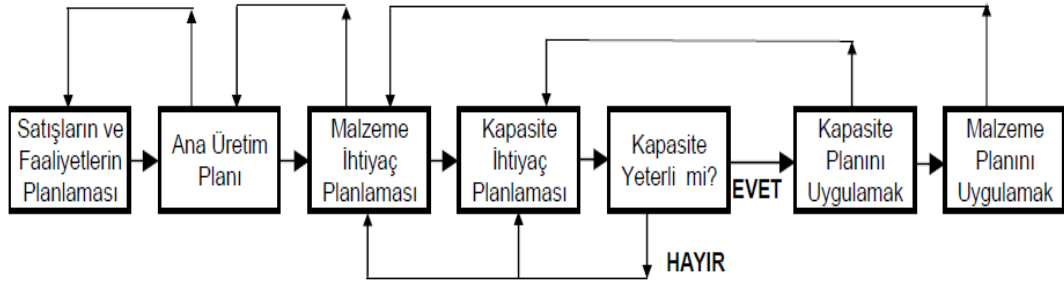 Satışların ve
Faaliyetlerin
Planlaması
Ana Üretim
Planı
Malzeme
İhtiyaç
Planlaması
Kapasite
İhtiyaç
Planlaması
Kapasite
Yeterli mi?
EVET
HAYIR
Kapasite
Planını
Uygulamak
Malzeme
Planını
Uygulamak